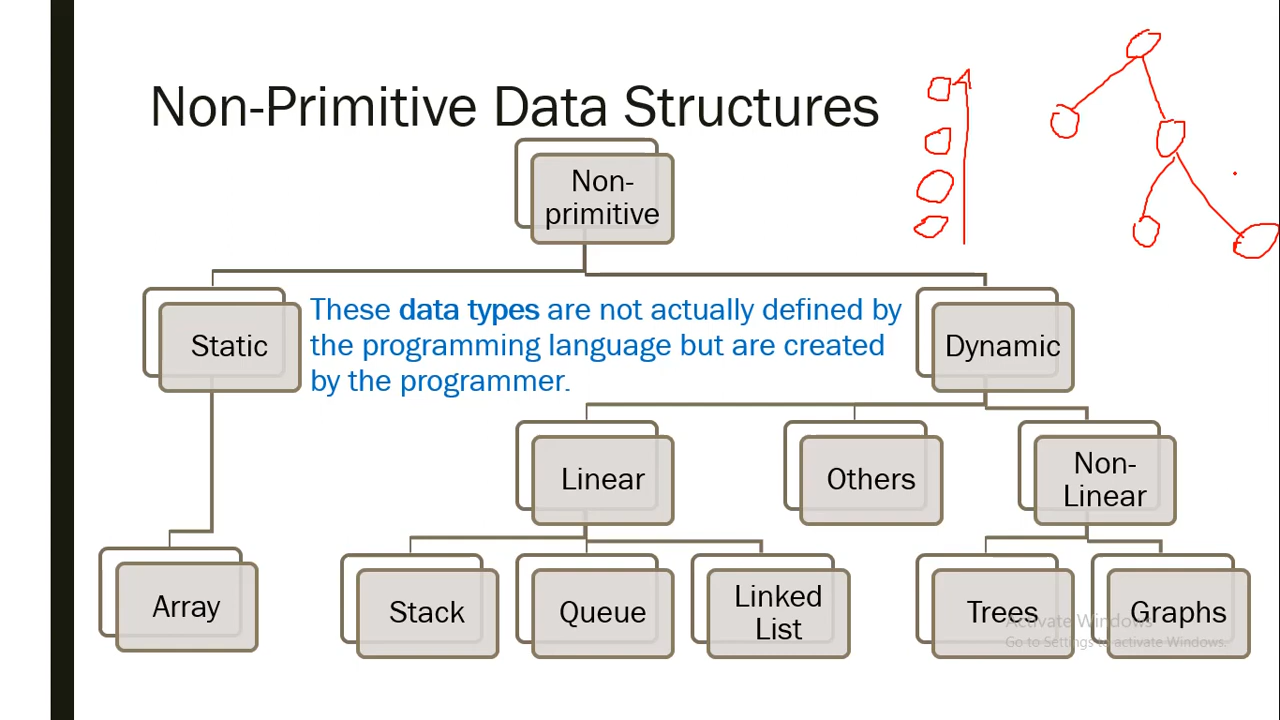 Non-Primitive Data Structures
Non-
primitive
Static
These data types are not actually defined by
the programming language but are created
by the programmer.
Dynamic
Linear
Others
Non-
Linear
Array
Stack
Queue
Linked
List
Trees
Graphs
Activate Windows
Go to Settings to activate Windows.